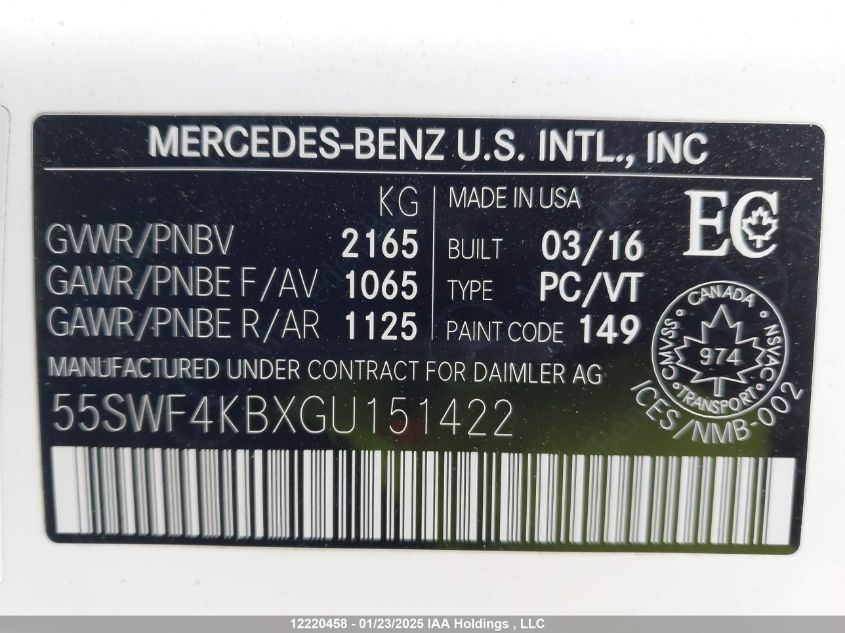 MERCEDES-BENZ U.S. INTL., INC
KG
GVWR/PNBV 2165
GAWR/PNBE F/AV 1065
GAWR/PNBE R/AR 1125
MADE IN USA
BUILT 03/16
TYPE PC/VT
PAINT CODE 149
EC
CANADA
CMVSS
NSVAC
974
TRANSPORT
ICES/NMB-002
MANUFACTURED UNDER CONTRACT FOR DAIMLER AG
55SWF4KBXGU151422
12220458 - 01/23/2025 IAA Holdings , LLC